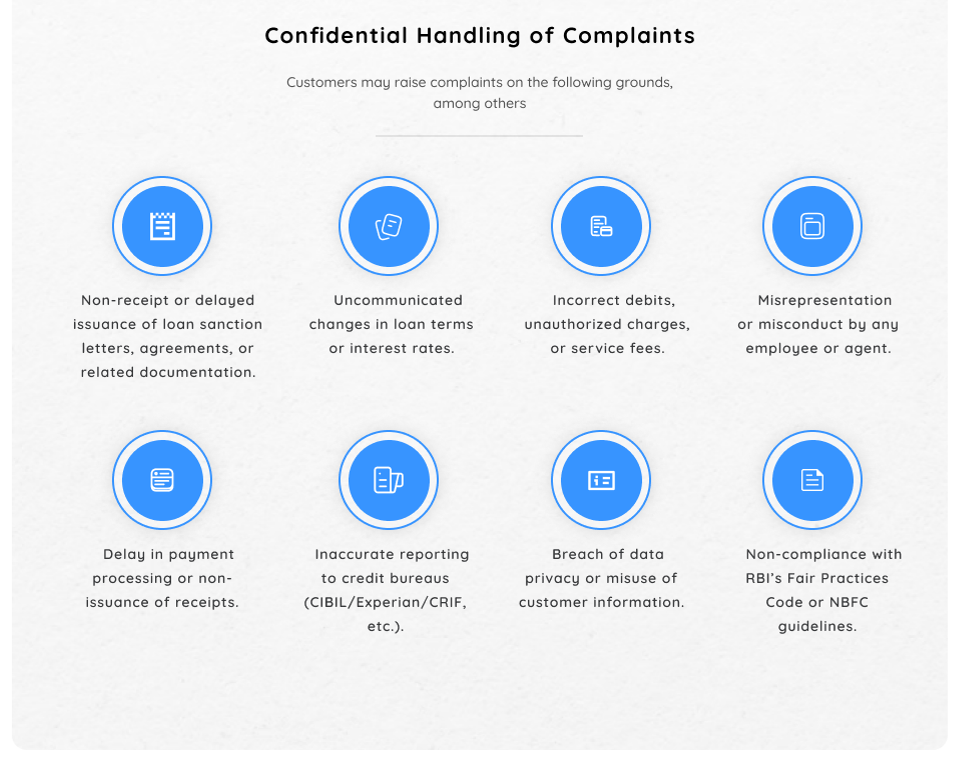 Confidential Handling of Complaints
Customers may raise complaints on the following grounds,
among others
Non-receipt or delayed
issuance of loan sanction
letters, agreements, or
related documentation.
Uncommunicated
changes in loan terms
or interest rates.
Incorrect debits,
unauthorized charges,
or service fees.
Misrepresentation
or misconduct by any
employee or agent.
Delay in payment
processing or non-
issuance of receipts.
Inaccurate reporting
to credit bureaus
(CIBIL/Experian/CRIF,
etc.).
Breach of data
privacy or misuse of
customer information.
Non-compliance with
RBI’s Fair Practices
Code or NBFC
guidelines.